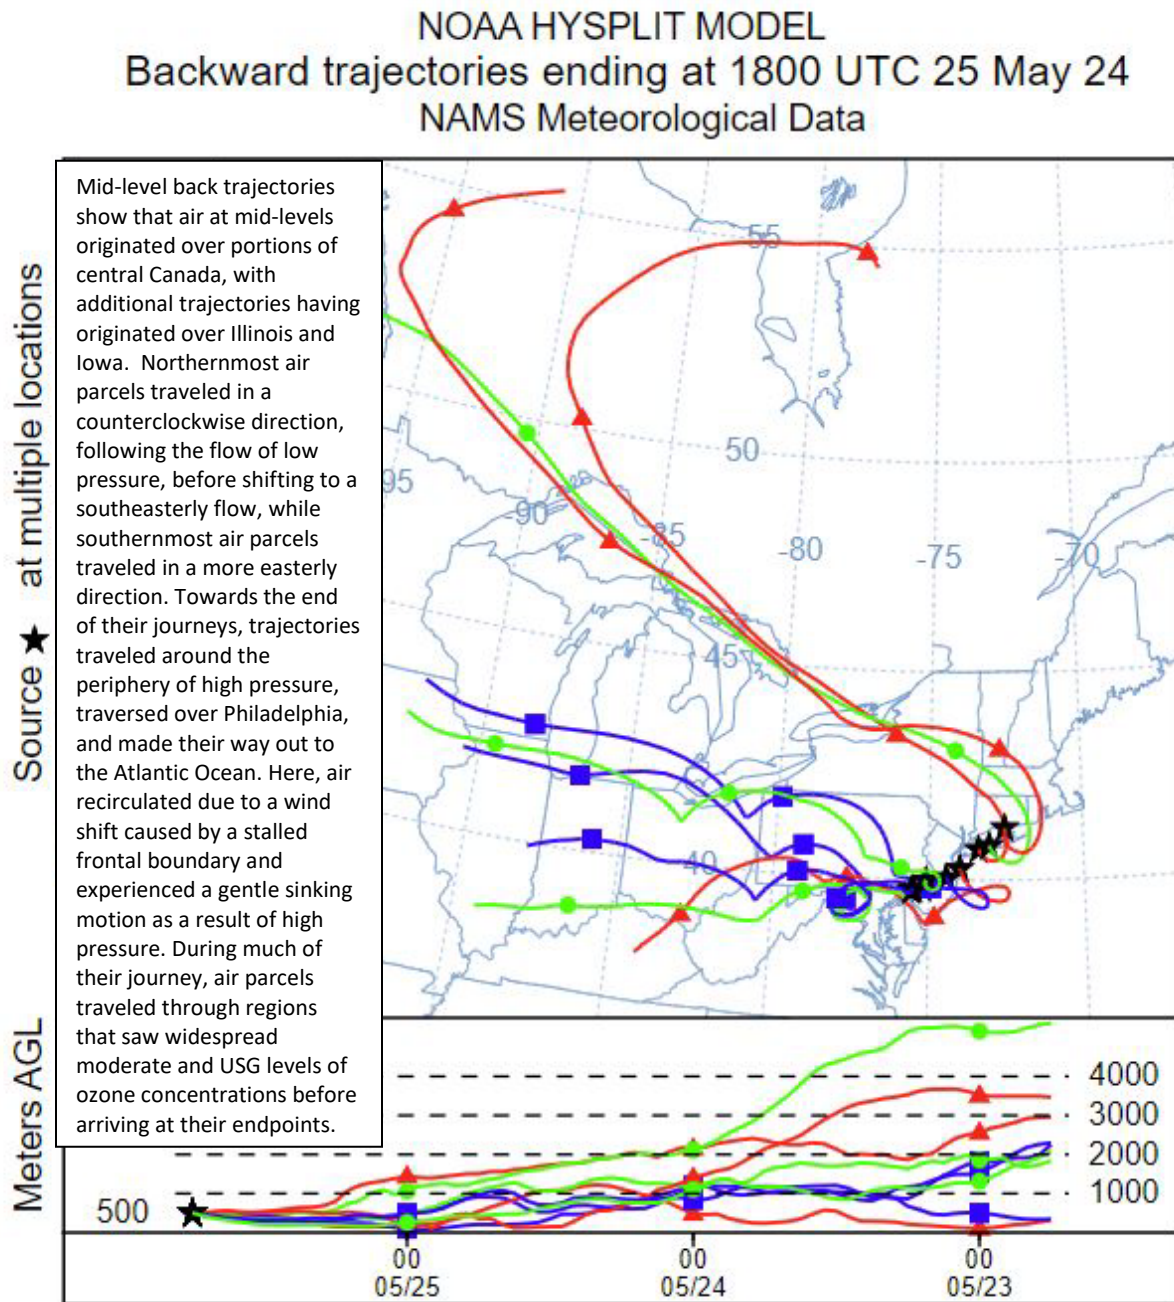 NOAA HYSPLIT MODEL
Backward trajectories ending at 1800 UTC 25 May 24
NAMS Meteorological Data
Source ★ at multiple locations
Mid-level back trajectories
show that air at mid-levels
originated over portions of
central Canada, with
additional trajectories having
originated over Illinois and
Iowa.  Northernmost air
parcels traveled in a
counterclockwise direction,
following the flow of low
pressure, before shifting to a
southeasterly flow, while
southernmost air parcels
traveled in a more easterly
direction. Towards the end
of their journeys, trajectories
traveled around the
periphery of high pressure,
traversed over Philadelphia,
and made their way out to
the Atlantic Ocean. Here, air
recirculated due to a wind
shift caused by a stalled
frontal boundary and
experienced a gentle sinking
motion as a result of high
pressure. During much of
their journey, air parcels
traveled through regions
that saw widespread
moderate and USG levels of
ozone concentrations before
arriving at their endpoints.
55
50
95
-90
-85
-80
-75
-70
45
40
Meters AGL
4000
3000
2000
1000
500
00
05/25
00
05/24
00
05/23